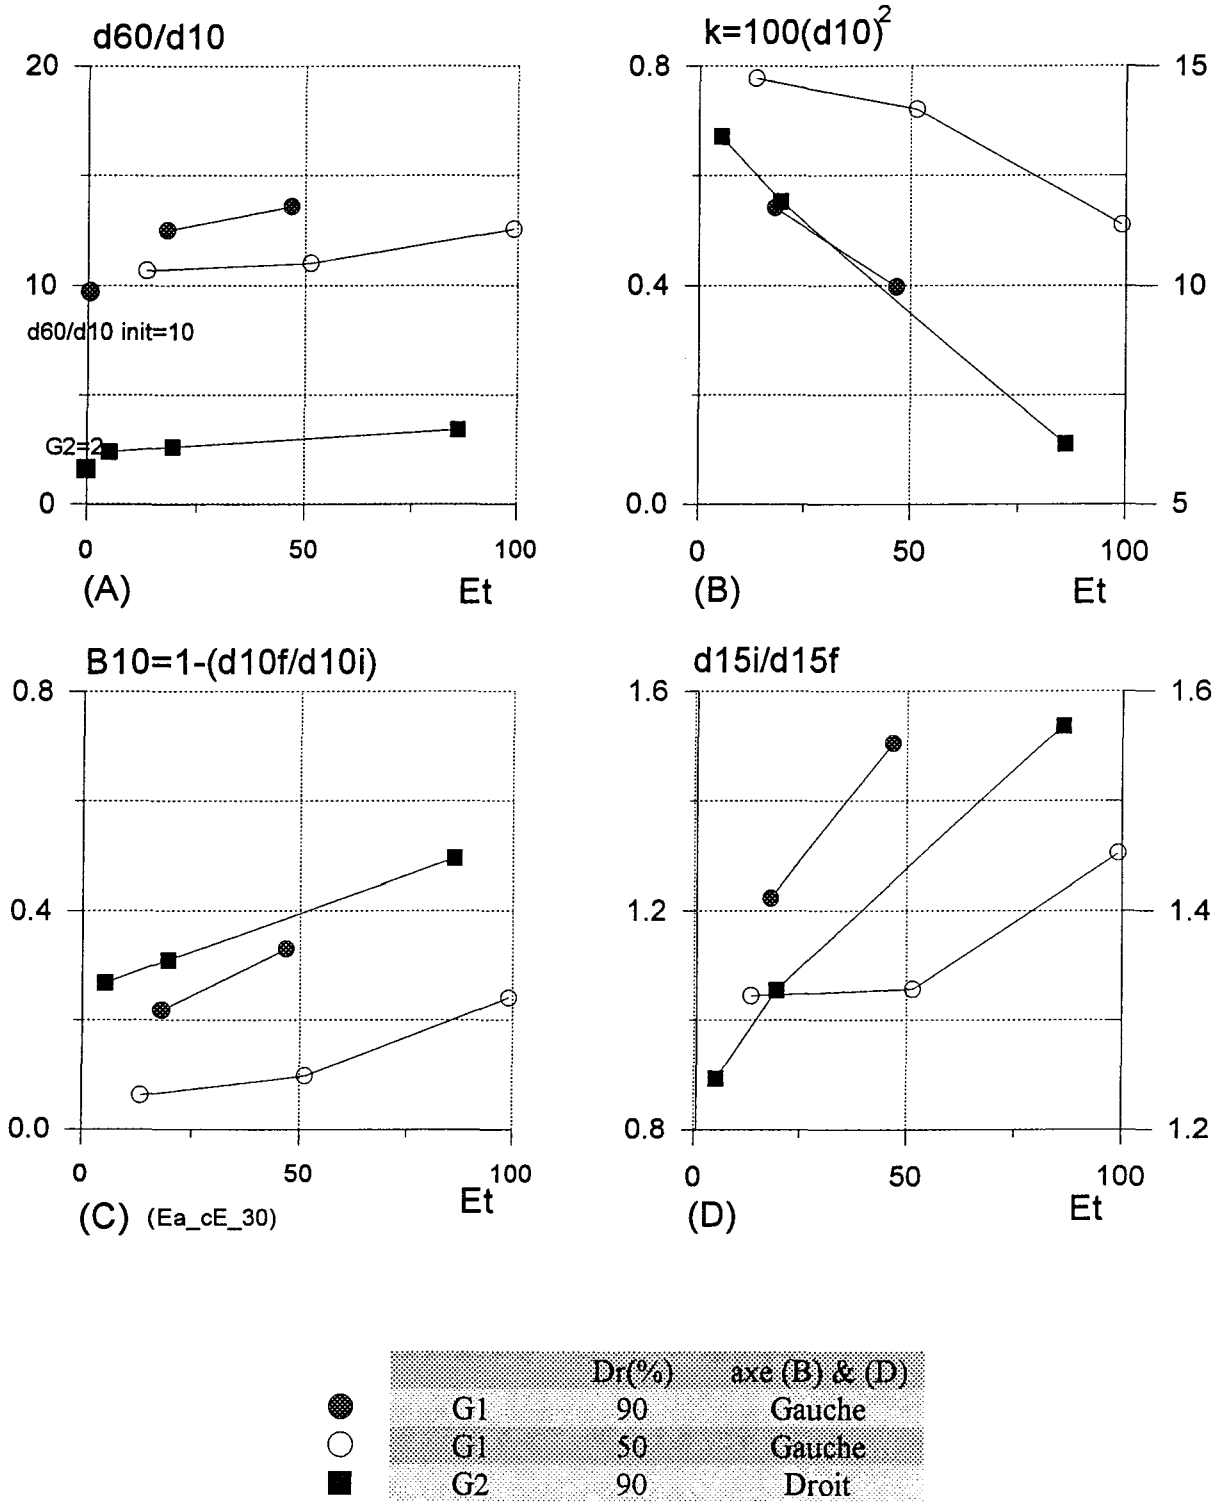 d60/d10
20
10
0
d60/d10 init=10
G2=2
0 50 100
(A) Et
k=100(d10)²
0.8 15
0.4 10
0.0 5
0 50 100
(B) Et
B10=1-(d10f/d10i)
0.8
0.4
0.0
0 50 100
Et
(C) (Ea_cE_30)
d15i/d15f
1.6 1.6
1.2 1.4
0.8 1.2
0 50 100
(D) Et
Dr(%) axe (B) & (D)
G1 90 Gauche
G1 50 Gauche
G2 90 Droit